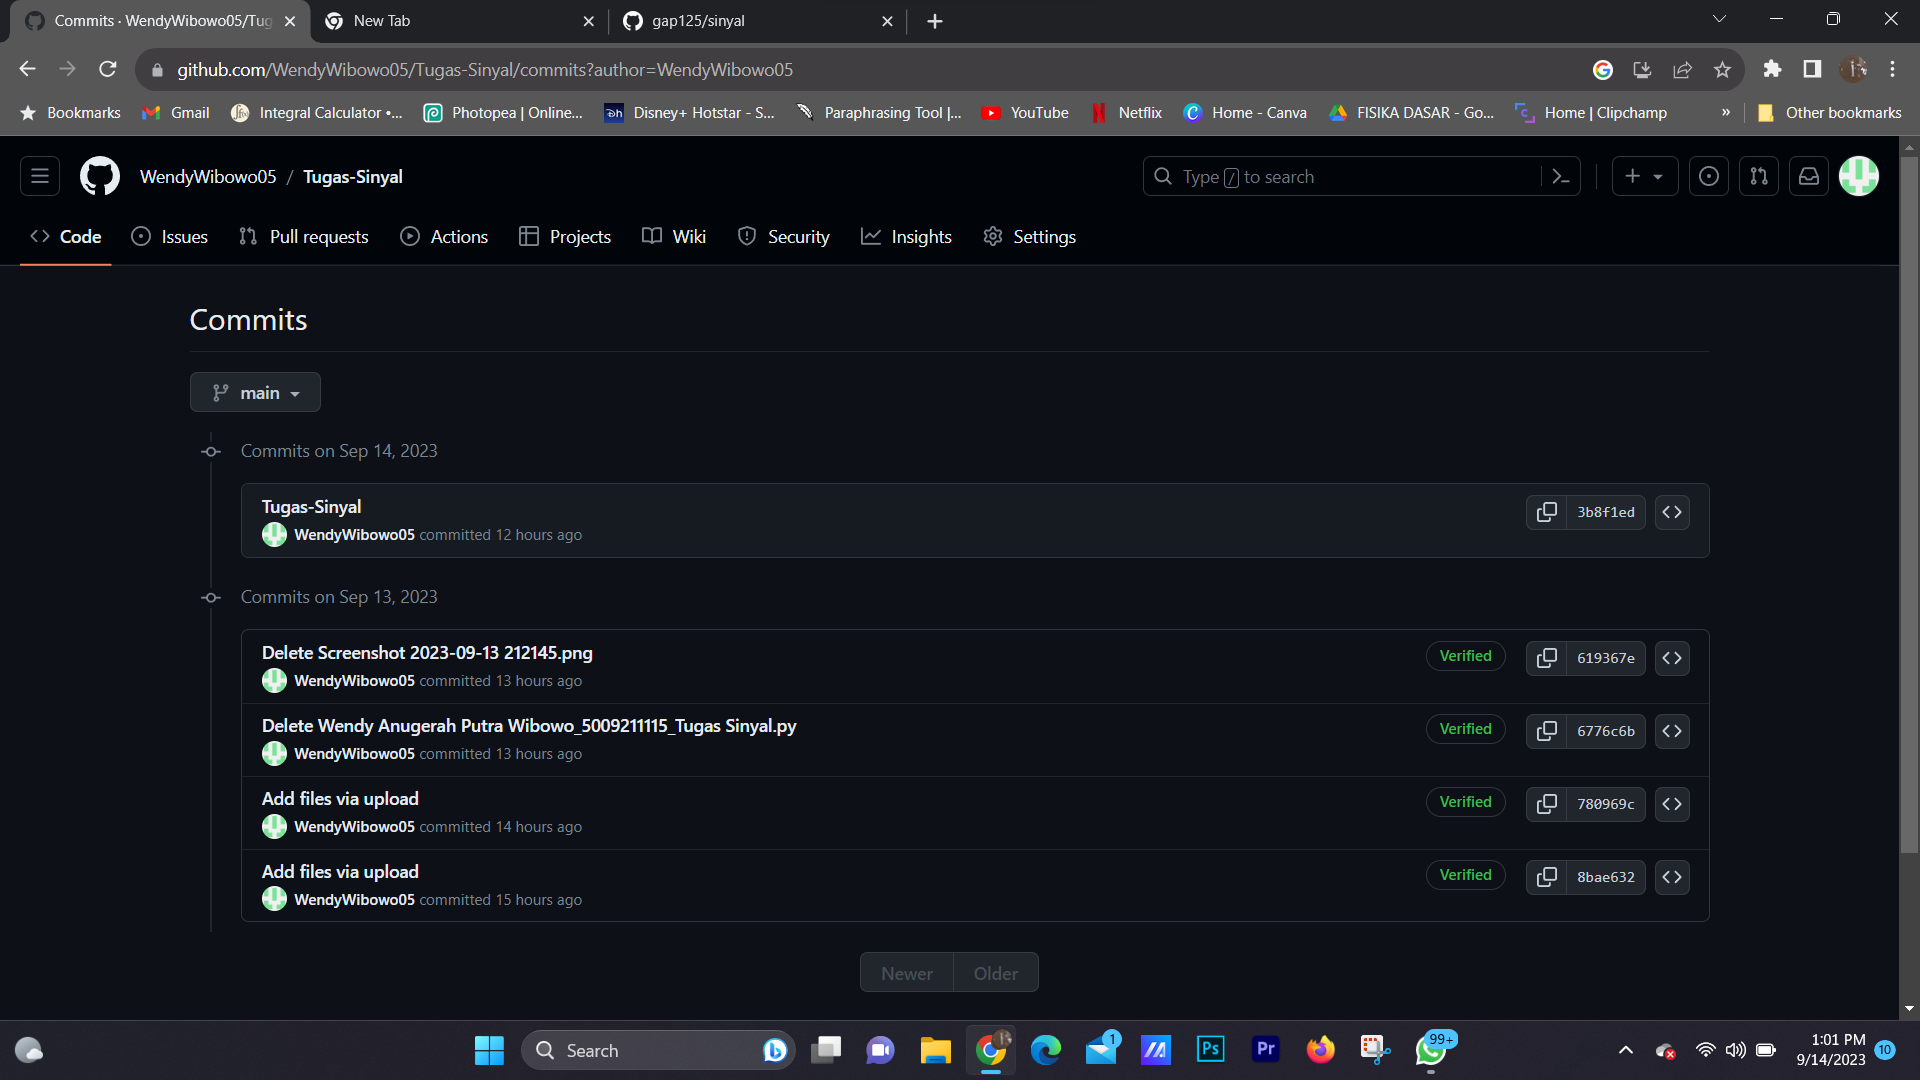 Commits · WendyWibowo05/Tug
New Tab
gap125/sinyal
github.com/WendyWibowo05/Tugas-Sinyal/commits?author=WendyWibowo05
Bookmarks
Gmail
Integral Calculator •...
Photopea | Online...
Disney+ Hotstar - S...
Paraphrasing Tool |...
YouTube
Netflix
Home - Canva
FISIKA DASAR - Go...
Home | Clipchamp
»
Other bookmarks
WendyWibowo05 / Tugas-Sinyal
Type / to search
Code
Issues
Pull requests
Actions
Projects
Wiki
Security
Insights
Settings
Commits
main
Commits on Sep 14, 2023
Tugas-Sinyal
3b8f1ed
WendyWibowo05 committed 12 hours ago
Commits on Sep 13, 2023
Delete Screenshot 2023-09-13 212145.png
Verified
619367e
WendyWibowo05 committed 13 hours ago
Delete Wendy Anugerah Putra Wibowo_5009211115_Tugas Sinyal.py
Verified
6776c6b
WendyWibowo05 committed 13 hours ago
Add files via upload
Verified
780969c
WendyWibowo05 committed 14 hours ago
Add files via upload
Verified
8bae632
WendyWibowo05 committed 15 hours ago
Newer
Older
Search
1
Ps
Pr
99+
1:01 PM
9/14/2023
10